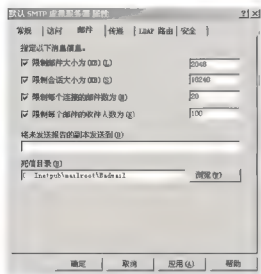 默认 SMTP 虚拟服务器 属性
常规 访问 邮件 传递 LDAP 路由 安全
指定以下消息信息。
限制邮件大小为(KB)(L) 2048
限制会话大小为(KB)(S) 10240
限制每个连接的邮件数为(M) 20
限制每个邮件的收件人数为(R) 100
将未送达报告的副本发送到(D)
死信目录(B)
C Inetpub\mailroot\Badmail 浏览(W)
确定 取消 应用(A) 帮助